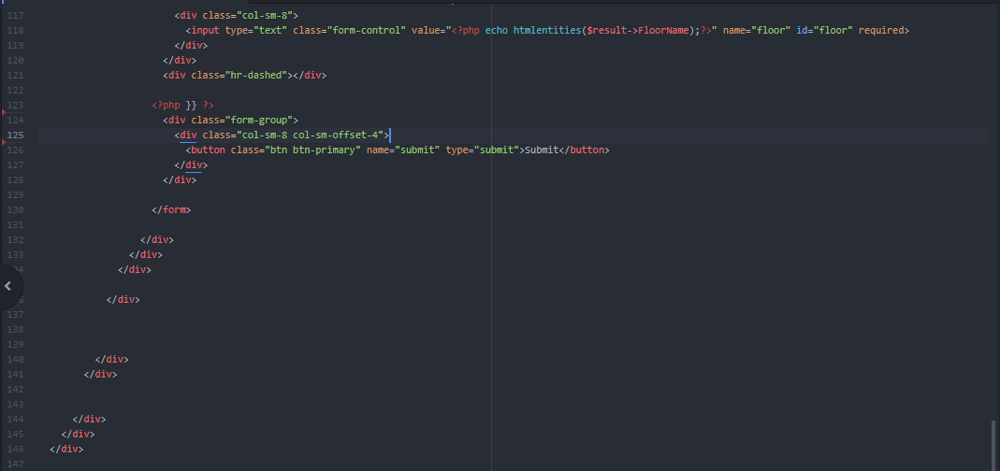 117 <div class="col-sm-8">
118 <input type="text" class="form-control" value="<?php echo htmlentities($result->FloorName);?>" name="floor" id="floor" required>
119 </div>
120 </div>
121 <div class="hr-dashed"></div>
122
123 <?php }} ?>
124 <div class="form-group">
125 <div class="col-sm-8 col-sm-offset-4">
126 <button class="btn btn-primary" name="submit" type="submit">Submit</button>
127 </div>
128 </div>
129
130 </form>
131
132 </div>
133 </div>
</div>
</div>
137
138
139
140 </div>
141 </div>
142
143
144 </div>
145 </div>
146 </div>
147